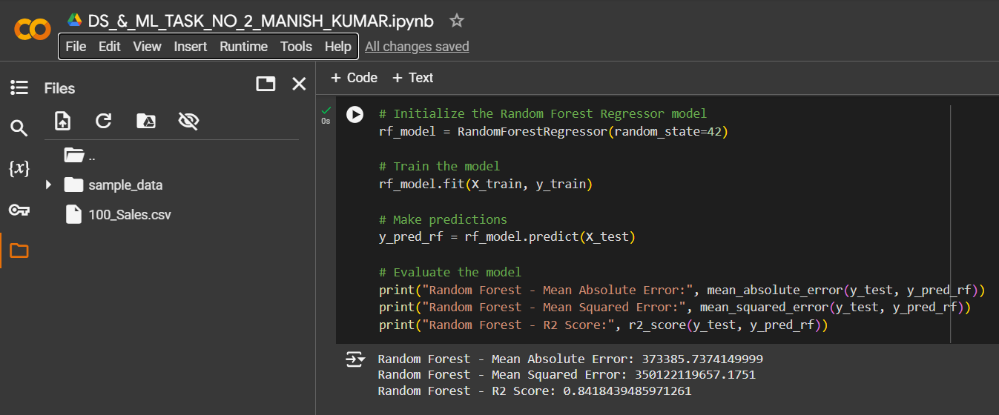 DS_&_ML_TASK_NO_2_MANISH_KUMAR.ipynb
File Edit View Insert Runtime Tools Help All changes saved
Files
{x}
..
sample_data
100_Sales.csv
+ Code + Text
0s
# Initialize the Random Forest Regressor model
rf_model = RandomForestRegressor(random_state=42)
# Train the model
rf_model.fit(X_train, y_train)
# Make predictions
y_pred_rf = rf_model.predict(X_test)
# Evaluate the model
print("Random Forest - Mean Absolute Error:", mean_absolute_error(y_test, y_pred_rf))
print("Random Forest - Mean Squared Error:", mean_squared_error(y_test, y_pred_rf))
print("Random Forest - R2 Score:", r2_score(y_test, y_pred_rf))
Random Forest - Mean Absolute Error: 373385.7374149999
Random Forest - Mean Squared Error: 350122119657.1751
Random Forest - R2 Score: 0.8418439485971261